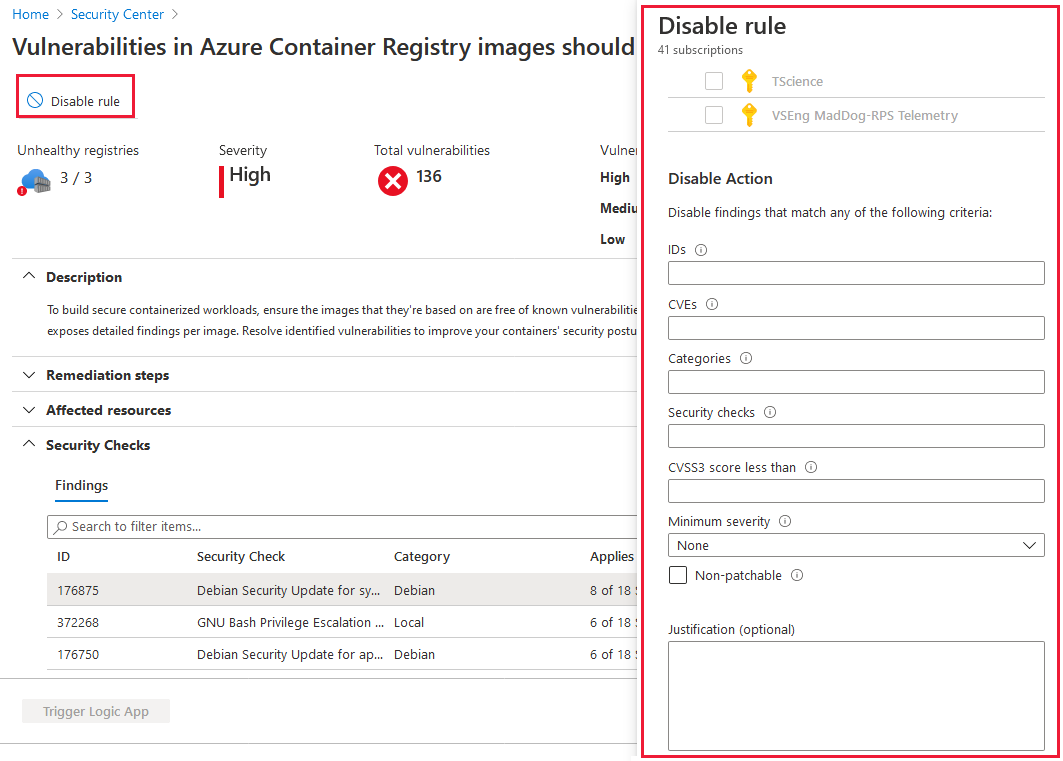 Home > Security Center >
Vulnerabilities in Azure Container Registry images should
Disable rule
Unhealthy registries
3 / 3
Severity
High
Total vulnerabilities
136
Vulner
High
Mediu
Low
Description
To build secure containerized workloads, ensure the images that they're based on are free of known vulnerabilitie
exposes detailed findings per image. Resolve identified vulnerabilities to improve your containers' security postu
Remediation steps
Affected resources
Security Checks
Findings
Search to filter items...
ID Security Check Category Applies
176875 Debian Security Update for sy... Debian 8 of 18
372268 GNU Bash Privilege Escalation ... Local 6 of 18
176750 Debian Security Update for ap... Debian 6 of 18
Trigger Logic App
Disable rule
41 subscriptions
TScience
VSEng MadDog-RPS Telemetry
Disable Action
Disable findings that match any of the following criteria:
IDs
CVEs
Categories
Security checks
CVSS3 score less than
Minimum severity
None
Non-patchable
Justification (optional)